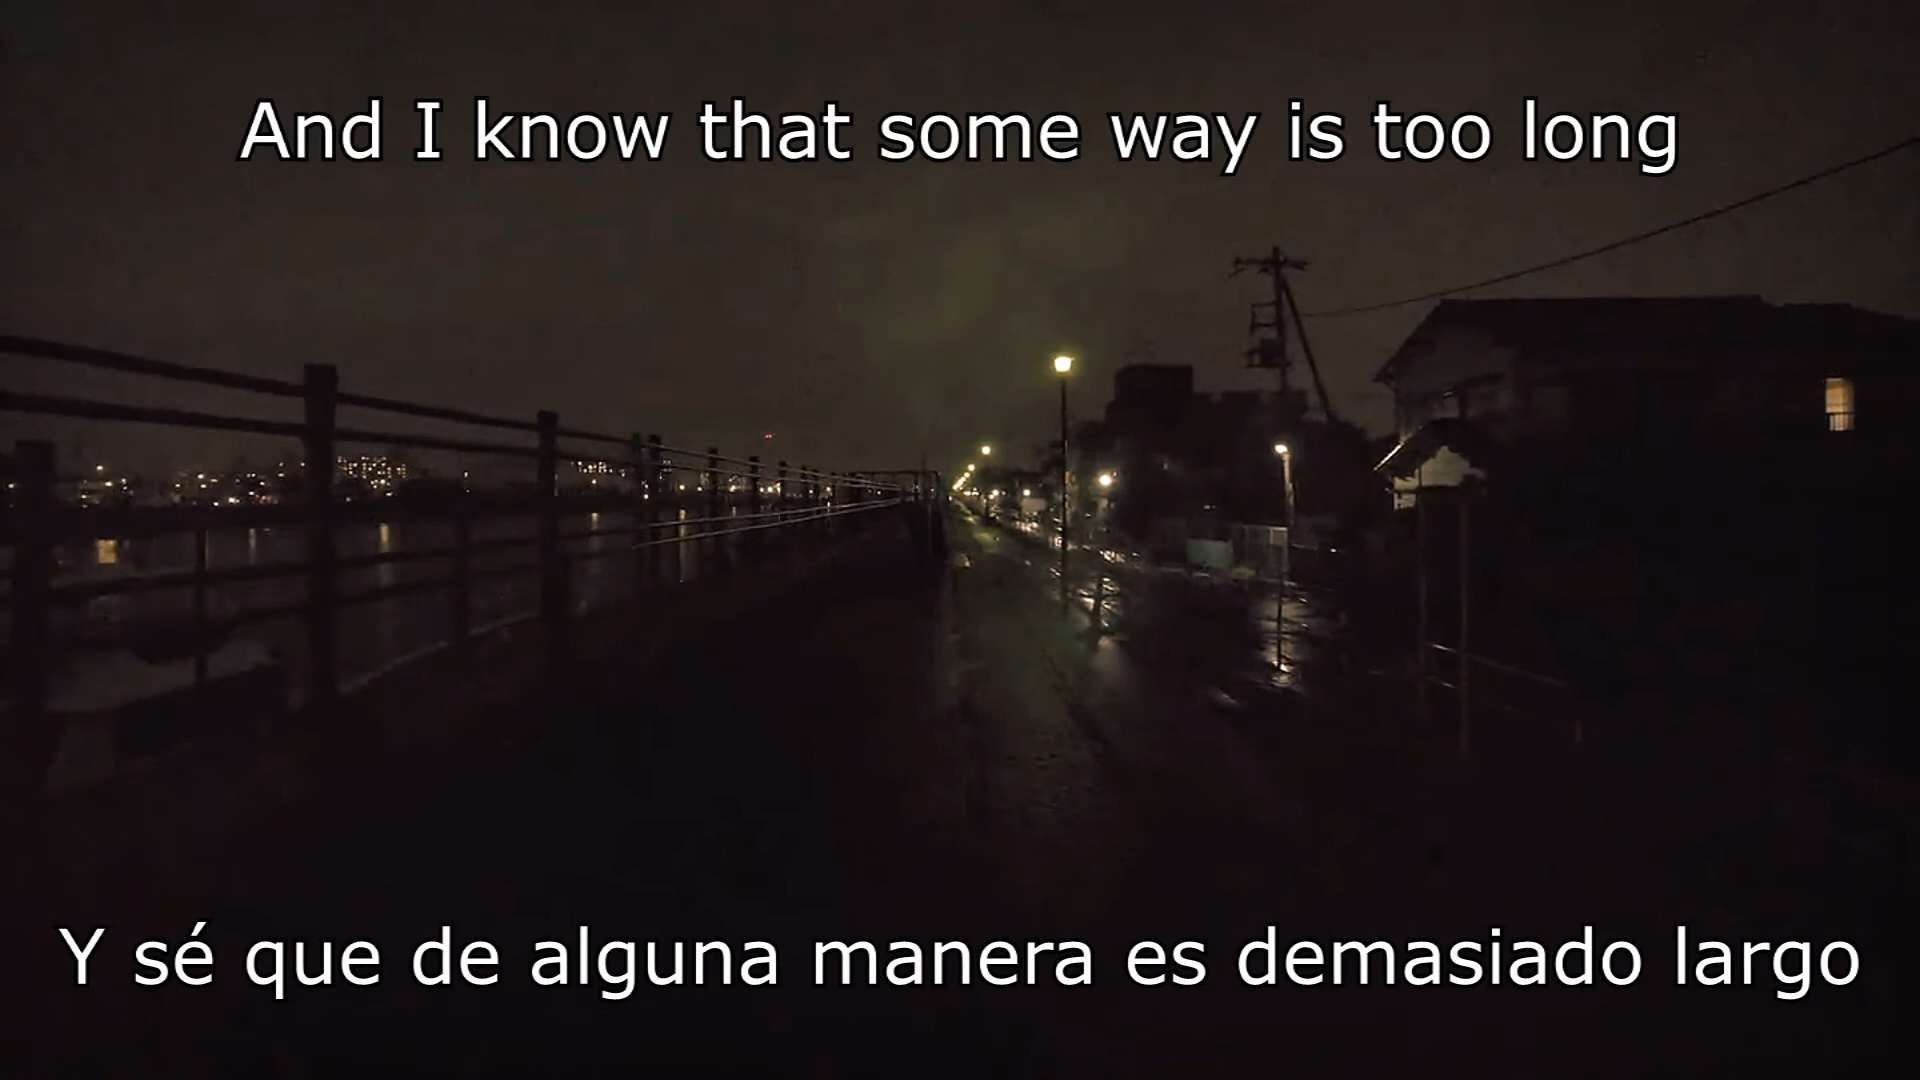 And I know that some way is too long
Y sé que de alguna manera es demasiado largo